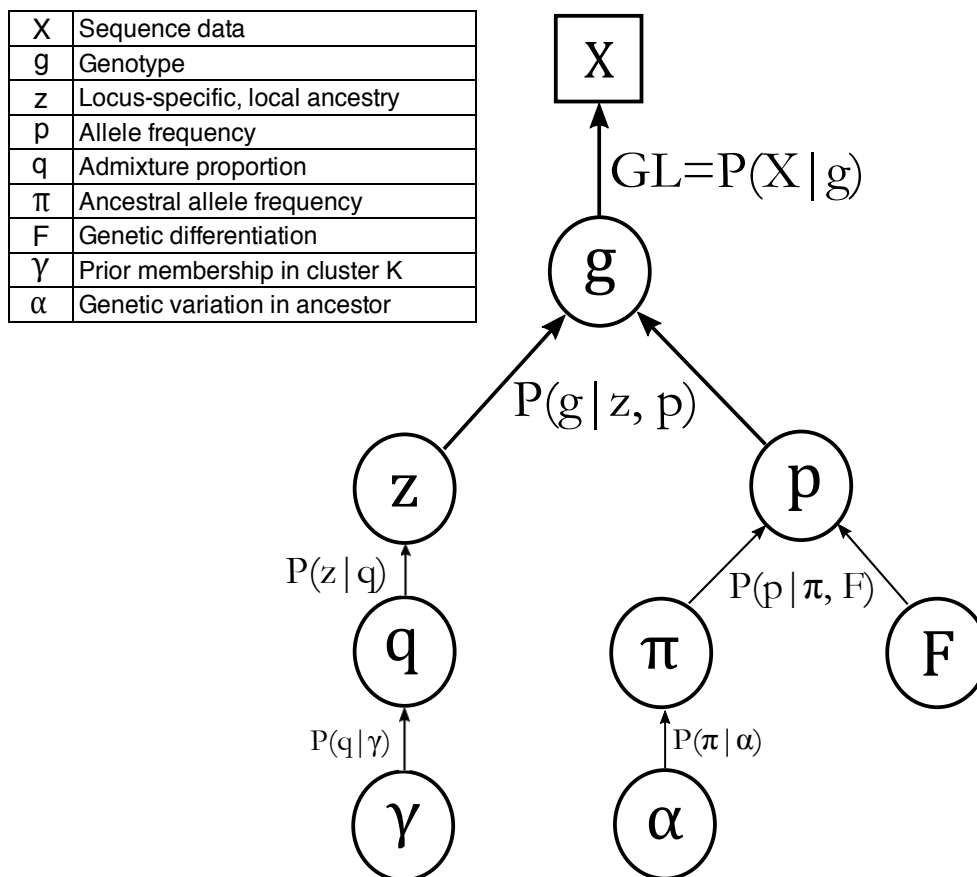 X Sequence data
g Genotype
z Locus-specific, local ancestry
p Allele frequency
q Admixture proportion
π Ancestral allele frequency
F Genetic differentiation
γ Prior membership in cluster K
α Genetic variation in ancestor
X
GL=P(X|g)
g
P(g|z, p)
z
p
P(z|q)
P(p|π, F)
q
π
F
P(q|γ)
P(π|α)
γ
α